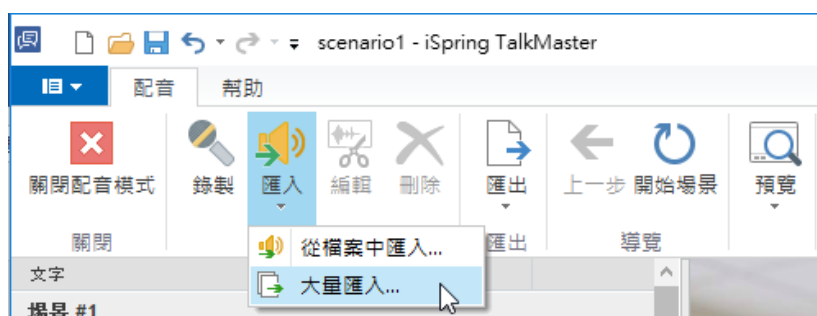 scenario1 - iSpring TalkMaster
配音 幫助
關閉配音模式 錄製 匯入 編輯 刪除 匯出 上一步 開始場景 預覽
關閉 匯出 導覽
從檔案中匯入...
文字
大量匯入...
場景 #1